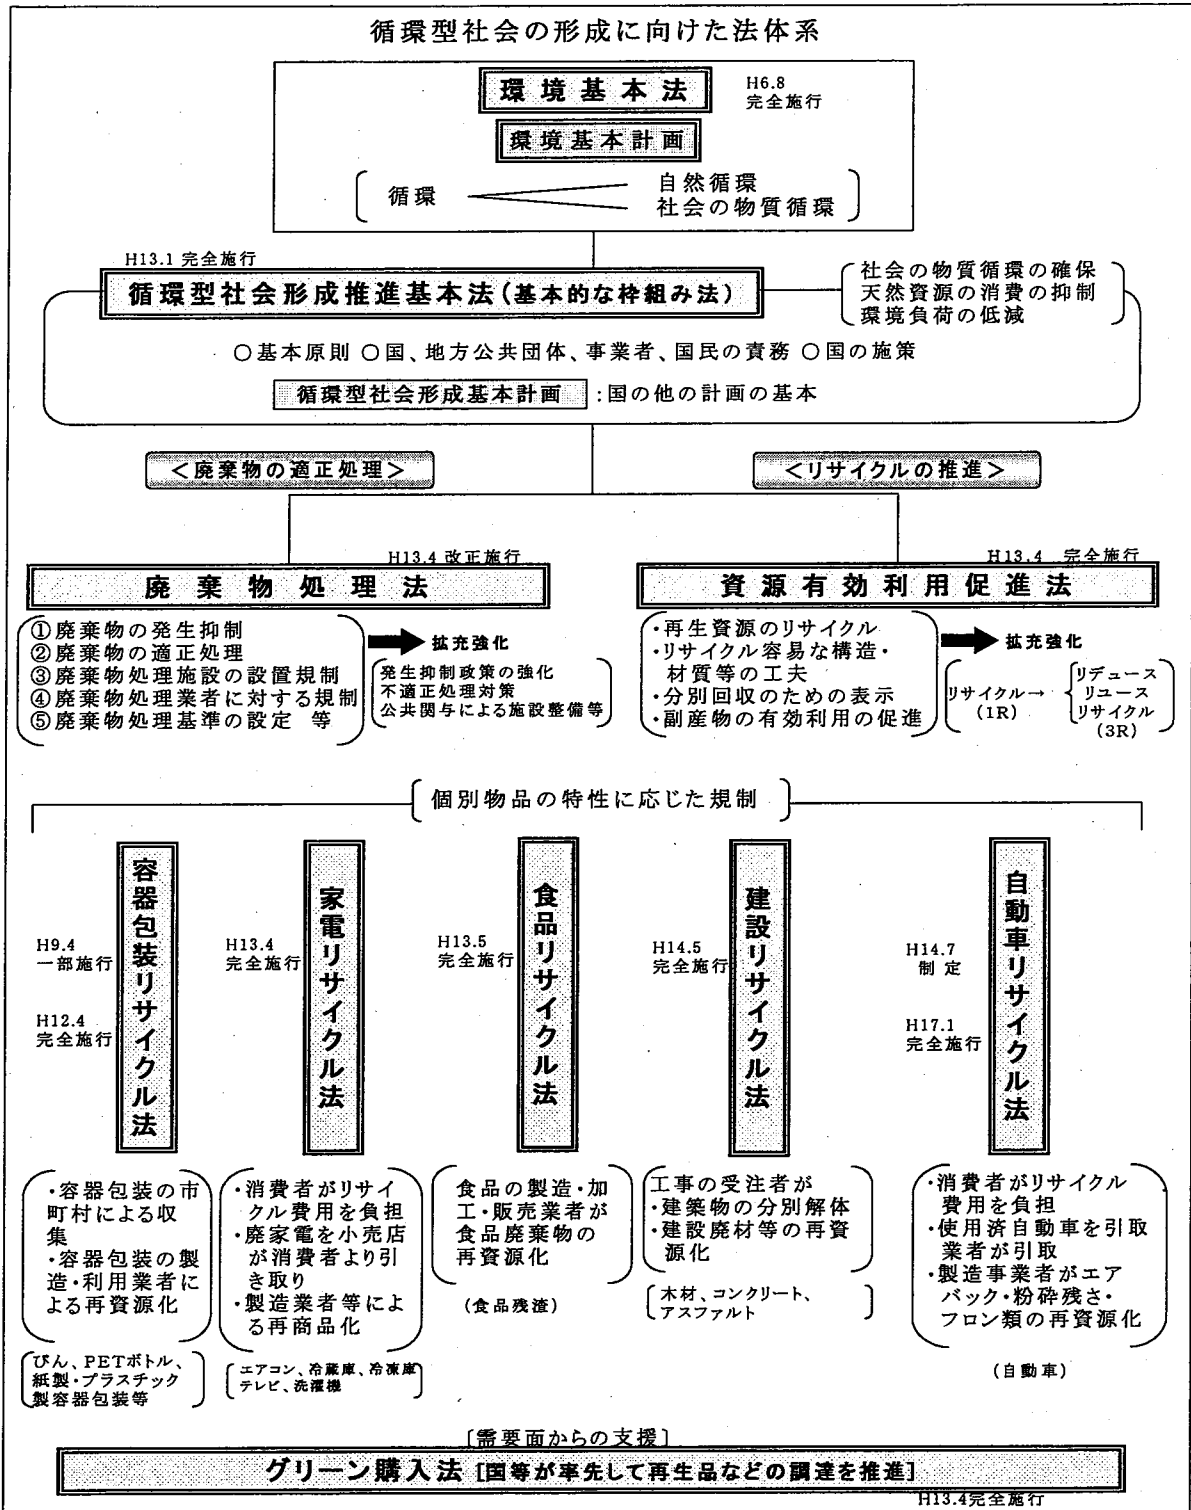 循環型社会の形成に向けた法体系
環境基本法
H6.8
完全施行
環境基本計画
循環
自然循環
社会の物質循環
H13.1 完全施行
循環型社会形成推進基本法(基本的な枠組み法)
社会の物質循環の確保
天然資源の消費の抑制
環境負荷の低減
○基本原則 ○国、地方公共団体、事業者、国民の責務 ○国の施策
循環型社会形成基本計画 :国の他の計画の基本
<廃棄物の適正処理>
<リサイクルの推進>
H13.4 改正施行
廃棄物処理法
①廃棄物の発生抑制
②廃棄物の適正処理
③廃棄物処理施設の設置規制
④廃棄物処理業者に対する規制
⑤廃棄物処理基準の設定 等
拡充強化
発生抑制政策の強化
不適正処理対策
公共関与による施設整備等
H13.4 完全施行
資源有効利用促進法
・再生資源のリサイクル
・リサイクル容易な構造・
材質等の工夫
・分別回収のための表示
・副産物の有効利用の促進
拡充強化
リサイクル→
(1R)
リデュース
リユース
リサイクル
(3R)
個別物品の特性に応じた規制
H9.4
一部施行
H12.4
完全施行
容器包装リサイクル法
・容器包装の市
町村による収
集
・容器包装の製
造・利用業者に
よる再資源化
びん、PETボトル、
紙製・プラスチック
製容器包装等
H13.4
完全施行
家電リサイクル法
・消費者がリサイ
クル費用を負担
・廃家電を小売店
が消費者より引
き取り
・製造業者等によ
る再商品化
エアコン、冷蔵庫、冷凍庫
テレビ、洗濯機
H13.5
完全施行
食品リサイクル法
食品の製造・加
工・販売業者が
食品廃棄物の
再資源化
(食品残渣)
H14.5
完全施行
建設リサイクル法
工事の受注者が
・建築物の分別解体
・建設廃材等の再資
源化
木材、コンクリート、
アスファルト
H14.7
制定
H17.1
完全施行
自動車リサイクル法
・消費者がリサイクル
費用を負担
・使用済自動車を引取
業者が引取
・製造事業者がエア
バック・粉砕残さ・
フロン類の再資源化
(自動車)
[需要面からの支援]
グリーン購入法 [国等が率先して再生品などの調達を推進]
H13.4完全施行